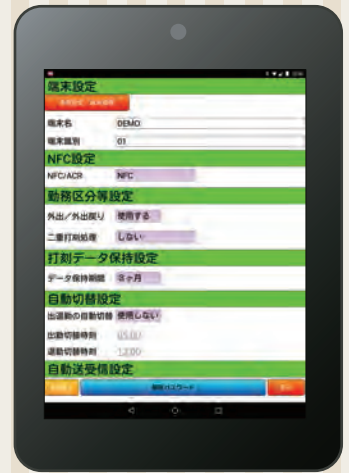 端末設定
端末名 DEMO
端末識別 01
NFC設定
NFC/ACR NFC
勤務区分等設定
外出/外出戻り 使用する
二重打刻処理 しない
打刻データ保持設定
データ保持期間 3ヶ月
自動切替設定
出退勤の自動切替 使用しない
出勤切替時刻 05:00
退勤切替時刻 12:00
自動送受信設定